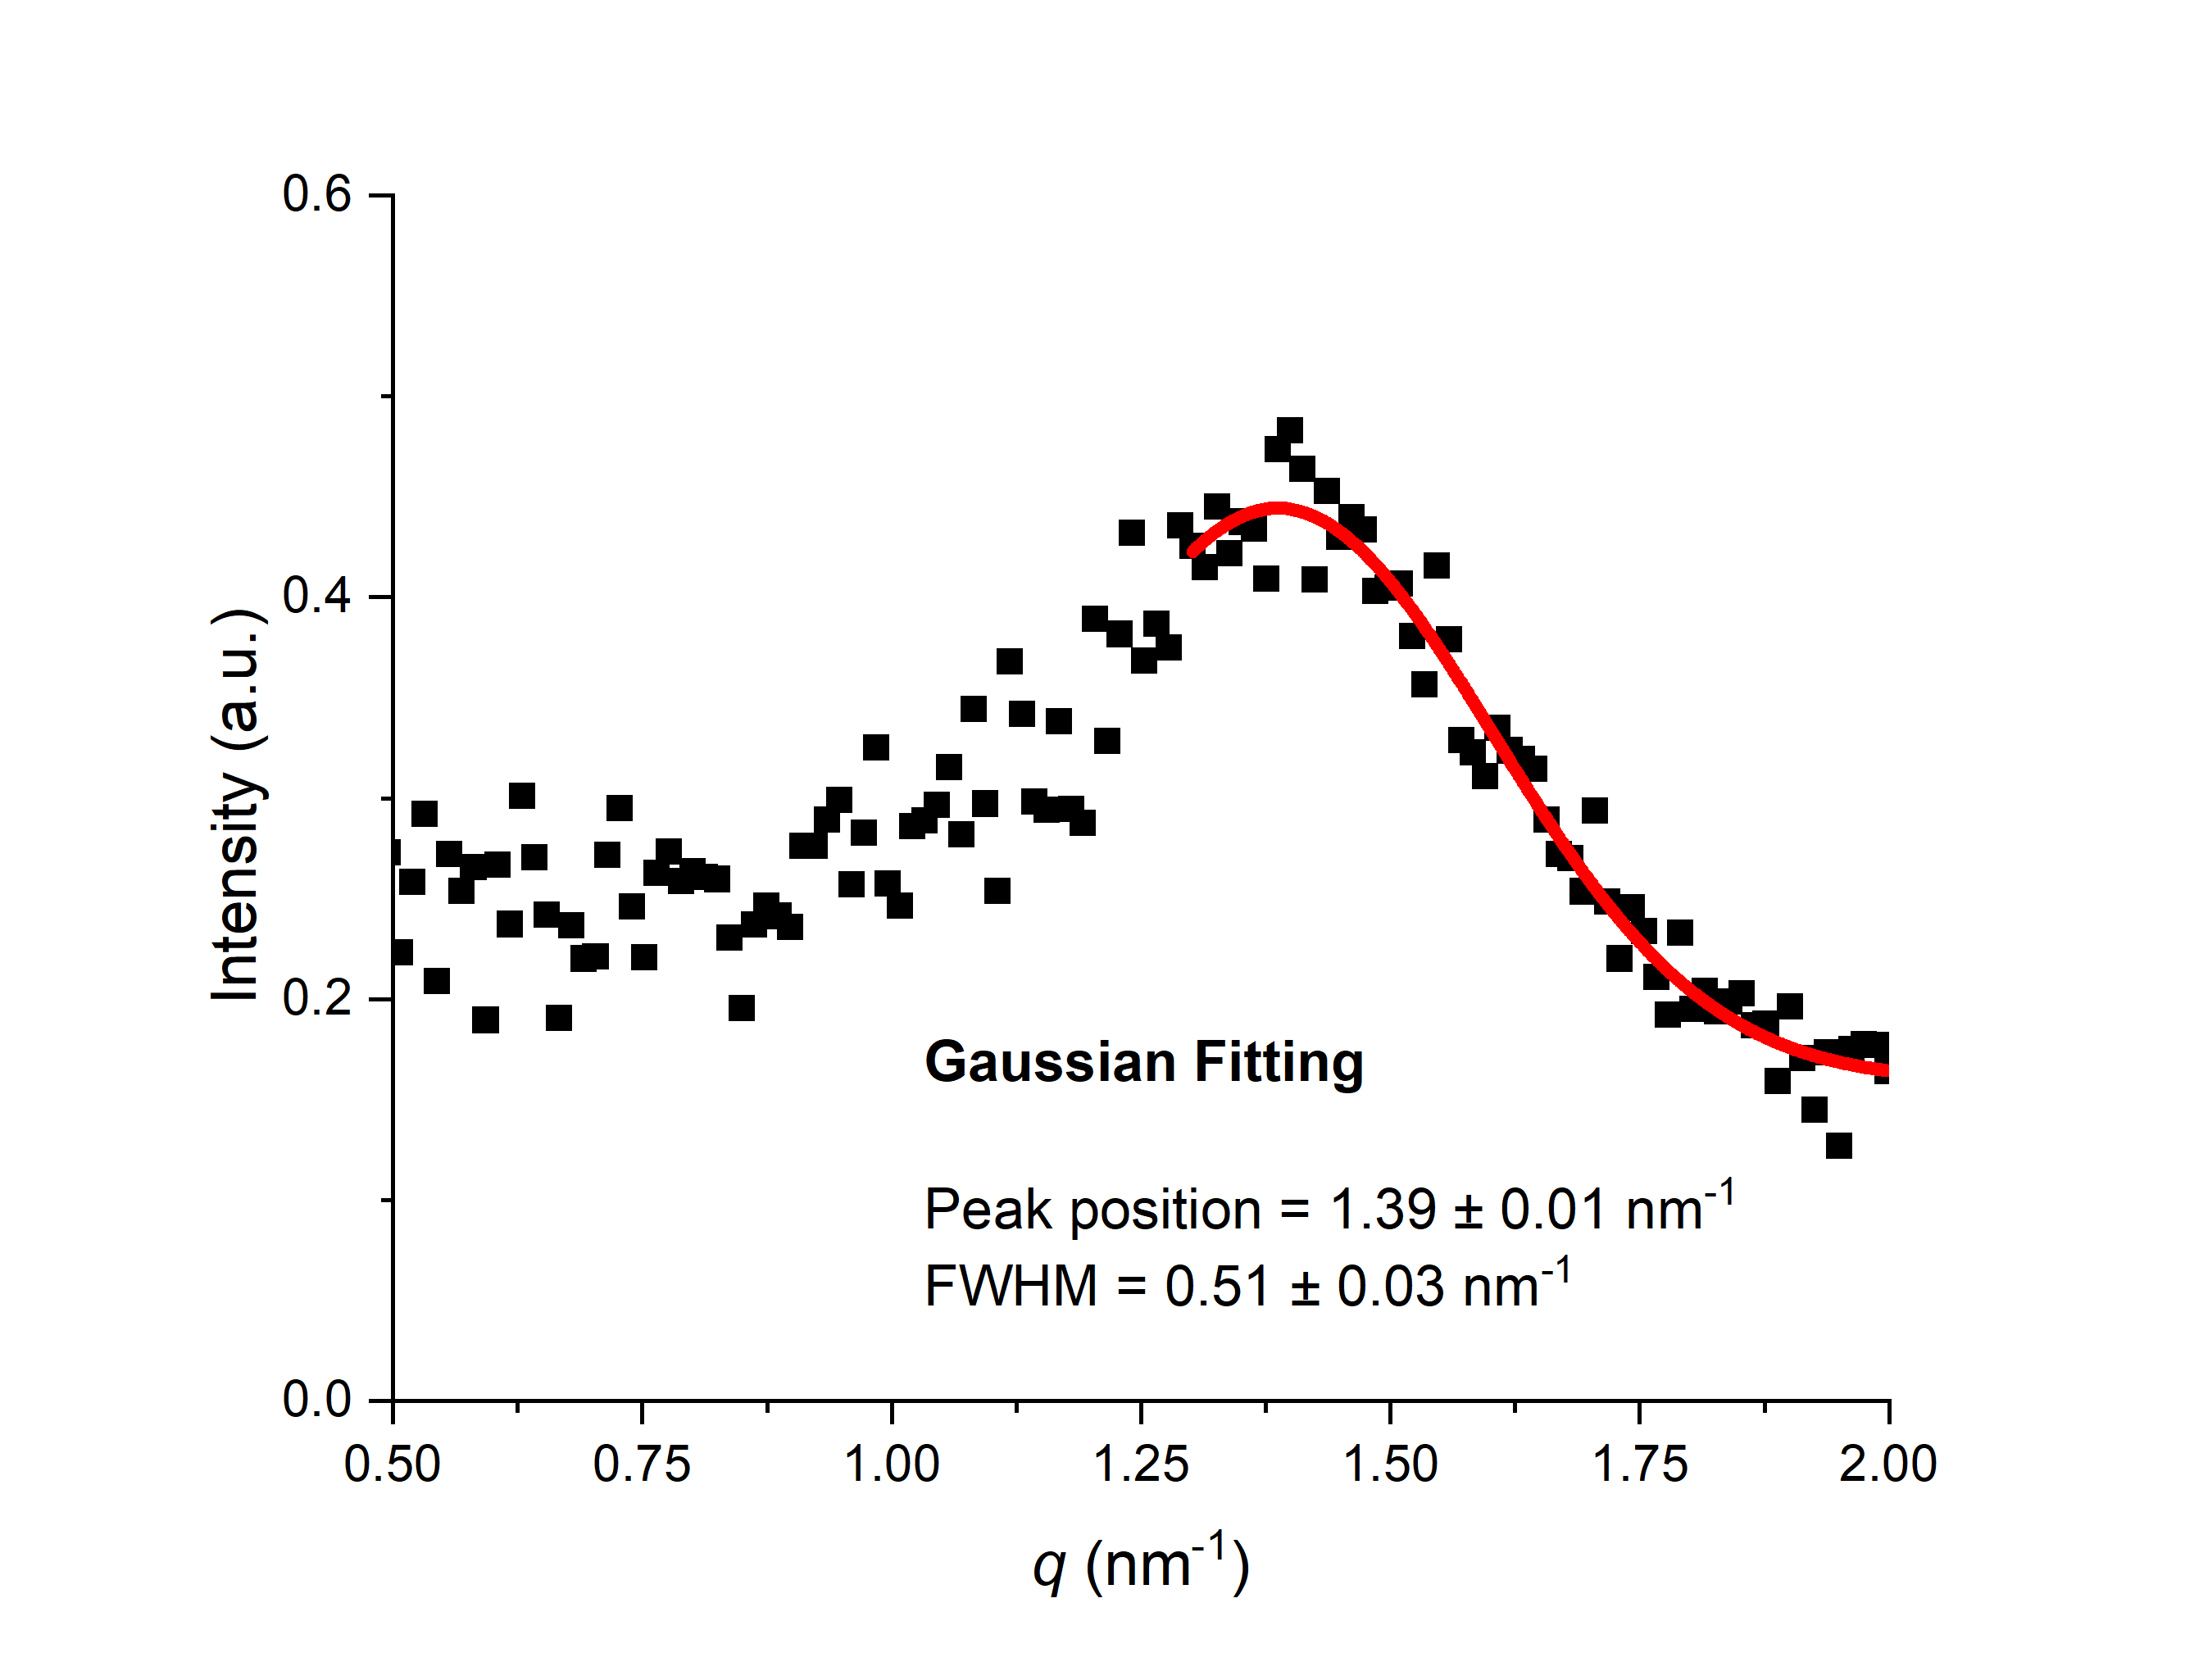 0.6
0.4
0.2
0.0
Intensity (a.u.)
Gaussian Fitting
Peak position = 1.39 ± 0.01 nm⁻¹
FWHM = 0.51 ± 0.03 nm⁻¹
0.50 0.75 1.00 1.25 1.50 1.75 2.00
q (nm⁻¹)